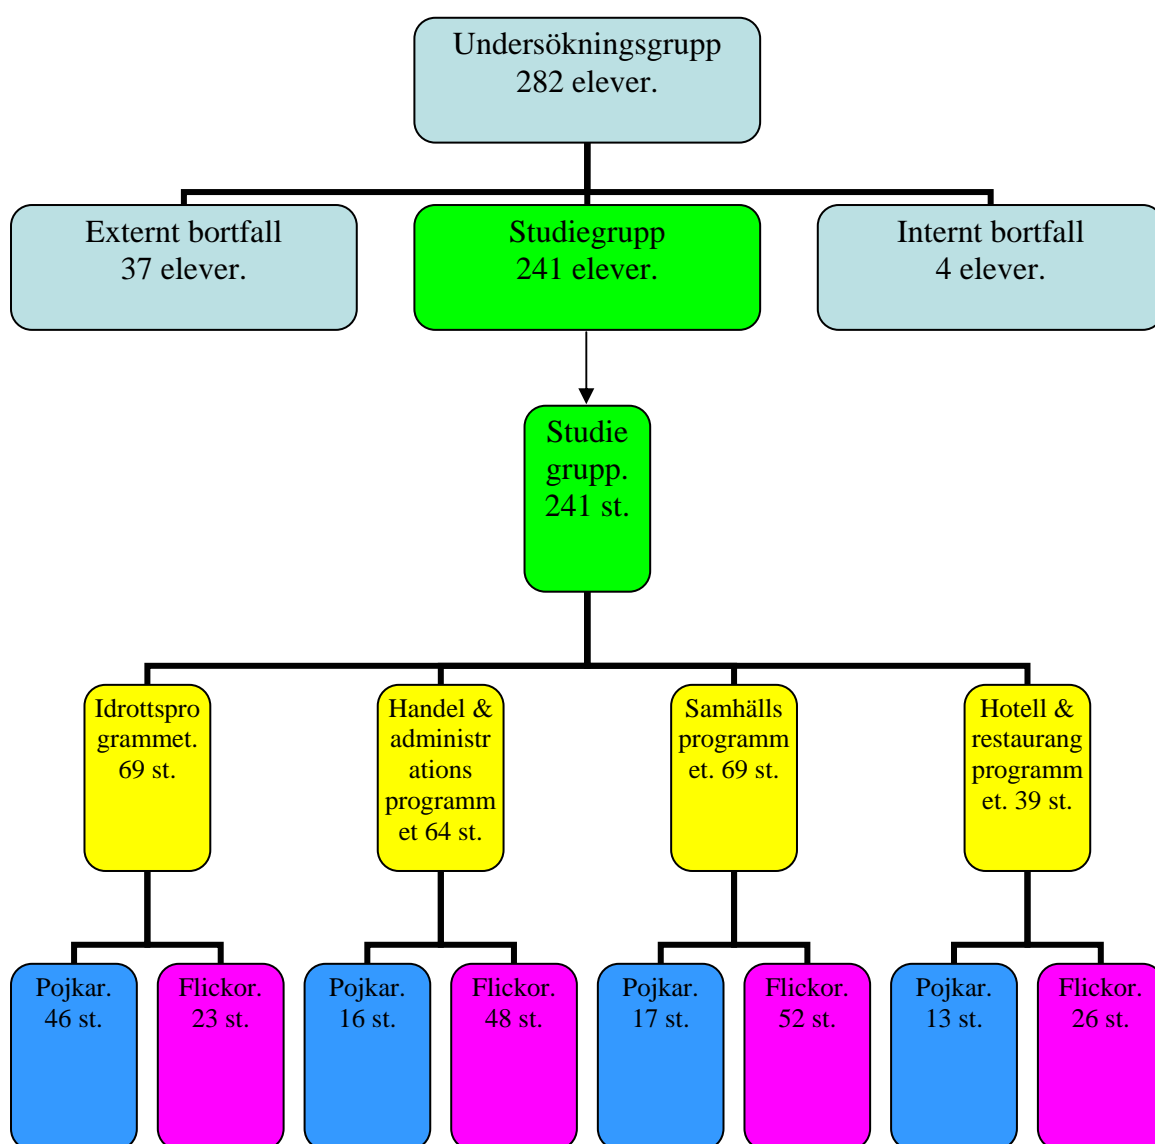 Undersökningsgrupp
282 elever.
Externt bortfall
37 elever.
Studiegrupp
241 elever.
Internt bortfall
4 elever.
Studie
grupp.
241 st.
Idrottspro
grammet.
69 st.
Handel &
administr
ations
programm
et 64 st.
Samhälls
programm
et. 69 st.
Hotell &
restaurang
programm
et. 39 st.
Pojkar.
46 st.
Flickor.
23 st.
Pojkar.
16 st.
Flickor.
48 st.
Pojkar.
17 st.
Flickor.
52 st.
Pojkar.
13 st.
Flickor.
26 st.